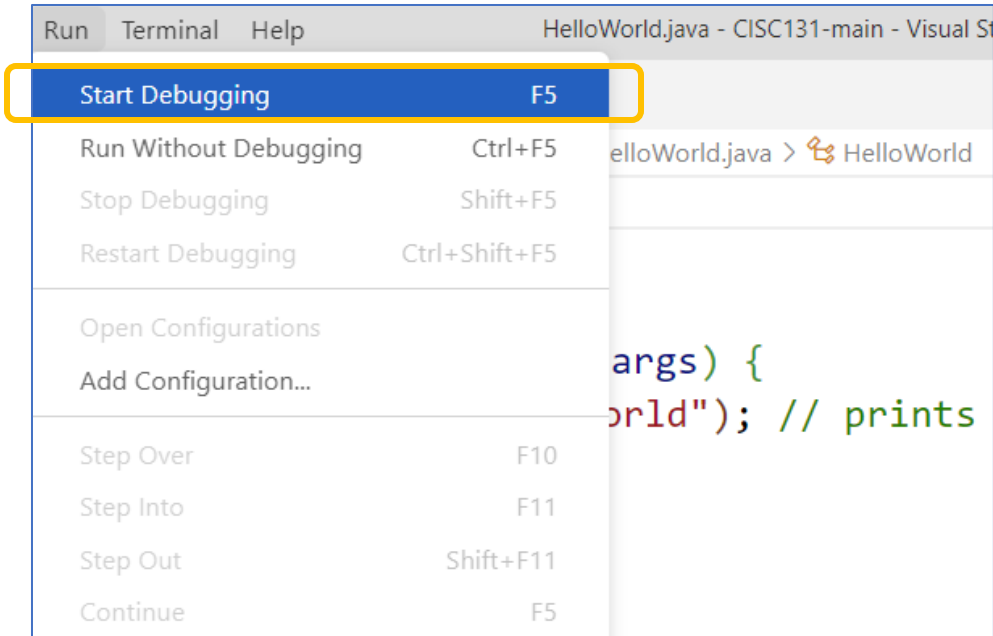 Run Terminal Help HelloWorld.java - CISC131-main - Visual
Start Debugging F5
Run Without Debugging Ctrl+F5
elloWorld.java > HelloWorld
Stop Debugging Shift+F5
Restart Debugging Ctrl+Shift+F5
Open Configurations
args) {
Add Configuration...
orld"); // prints
Step Over F10
Step Into F11
Step Out Shift+F11
Continue F5